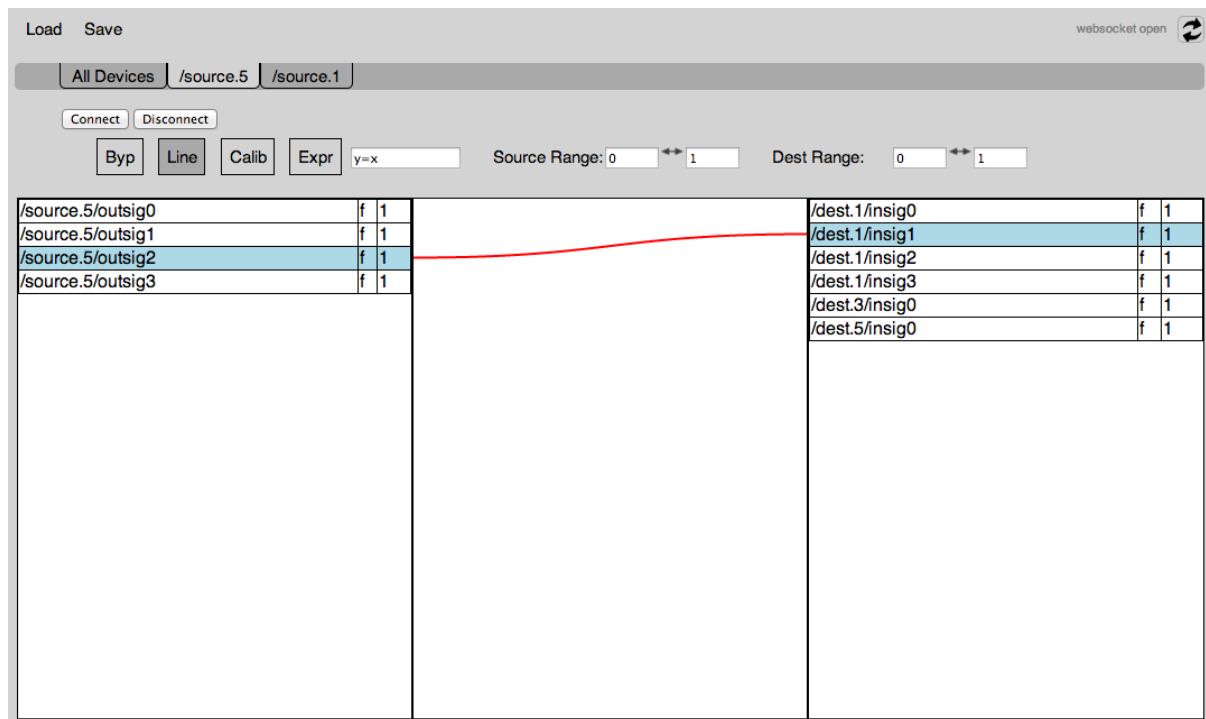 Load Save websocket open
All Devices /source.5 /source.1
Connect Disconnect
Byp Line Calib Expr y=x Source Range: 0 1 Dest Range: 0 1
/source.5/outsig0 f 1 /dest.1/insig0 f 1
/source.5/outsig1 f 1 /dest.1/insig1 f 1
/source.5/outsig2 f 1 /dest.1/insig2 f 1
/source.5/outsig3 f 1 /dest.1/insig3 f 1
/dest.3/insig0 f 1
/dest.5/insig0 f 1